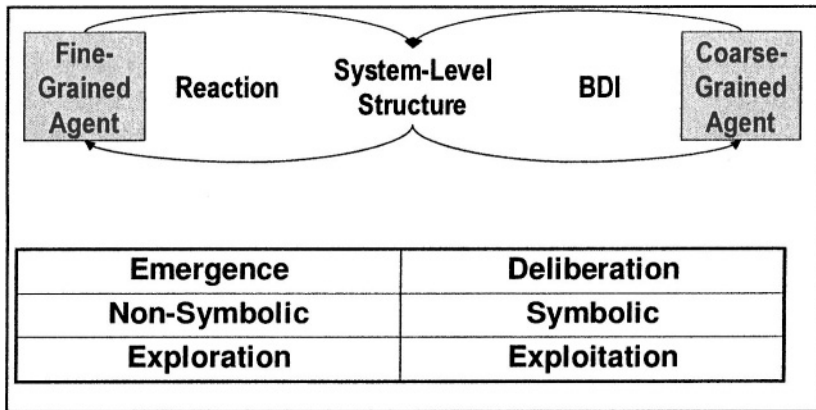 Fine-
Grained
Agent
Reaction
System-Level
Structure
BDI
Coarse-
Grained
Agent
Emergence Deliberation
Non-Symbolic Symbolic
Exploration Exploitation